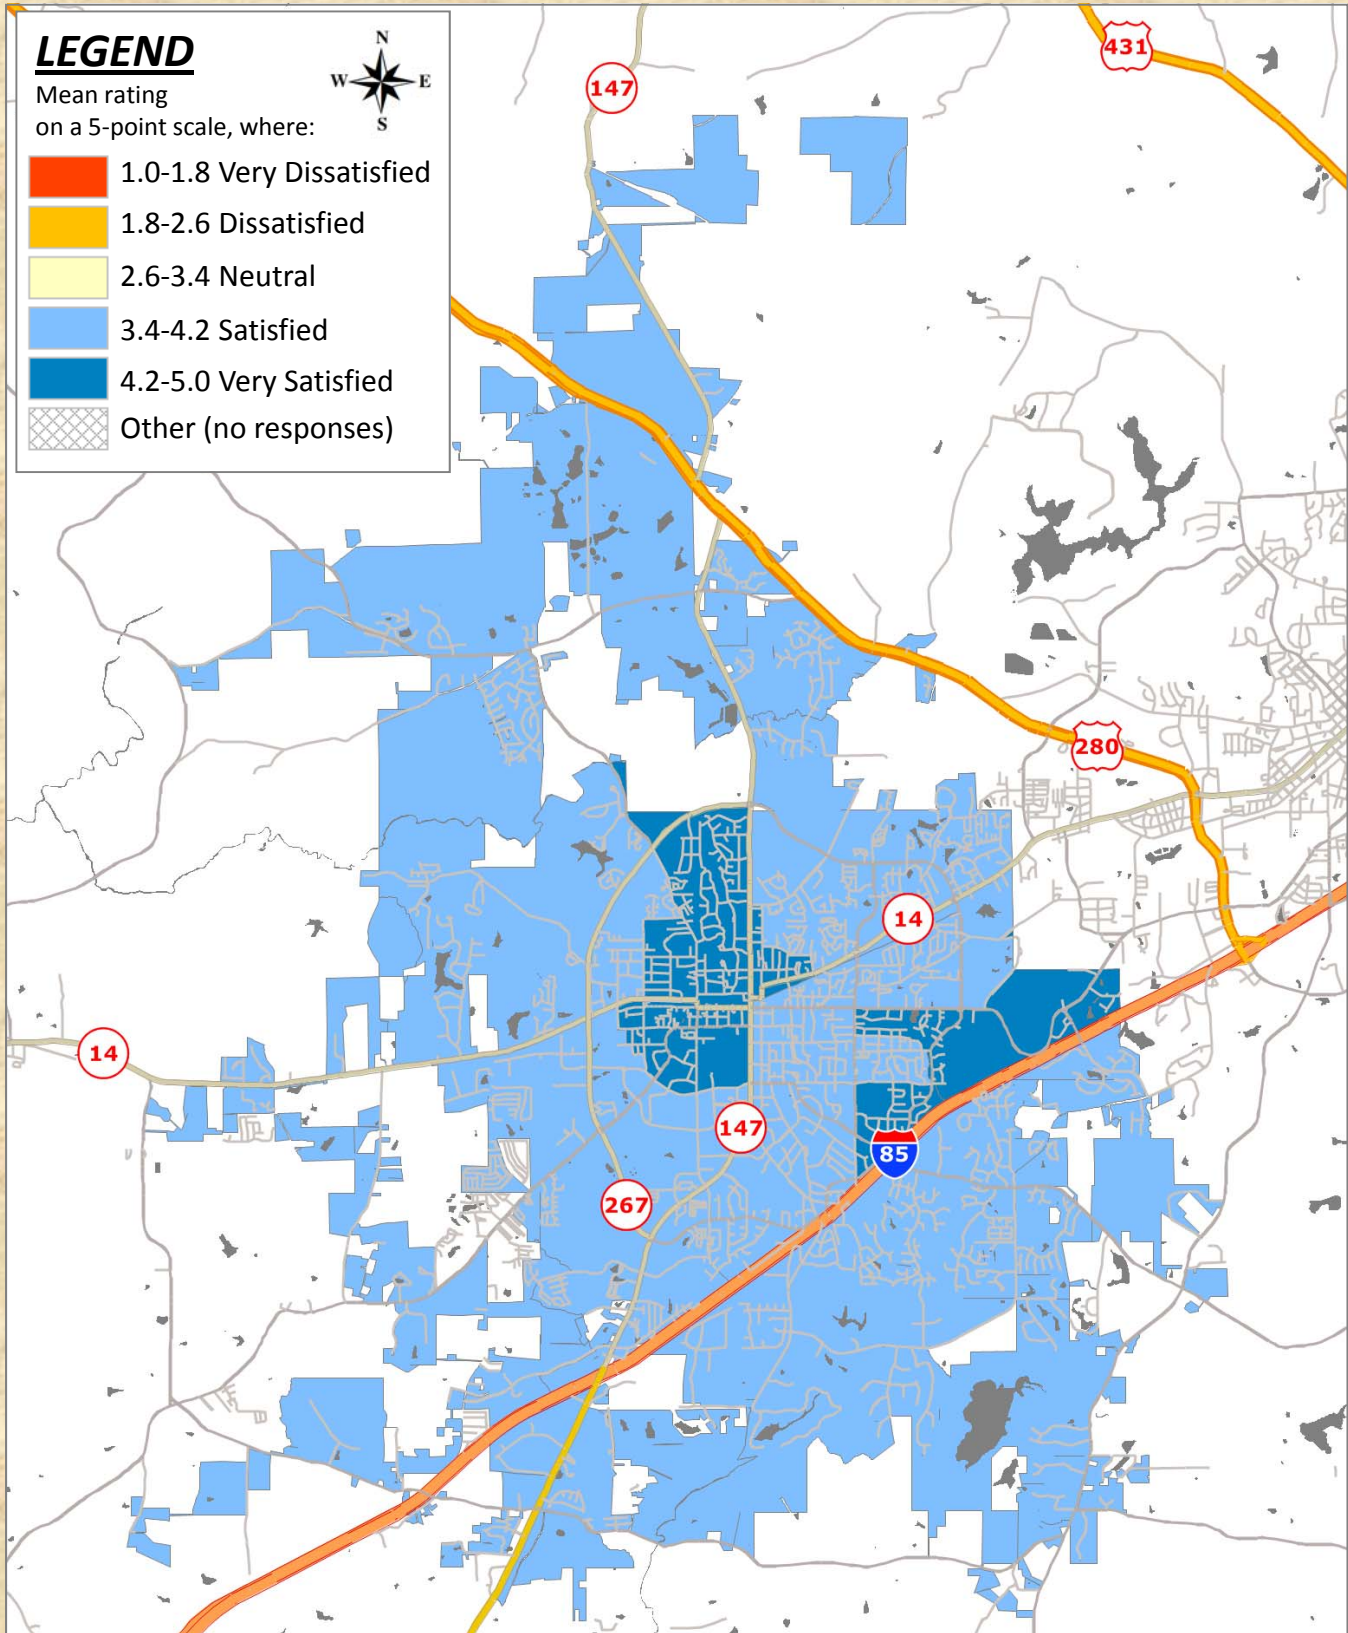 LEGEND
N
W E
S
Mean rating
on a 5-point scale, where:
1.0-1.8 Very Dissatisfied
1.8-2.6 Dissatisfied
2.6-3.4 Neutral
3.4-4.2 Satisfied
4.2-5.0 Very Satisfied
Other (no responses)
431
147
280
14
14
147
85
267